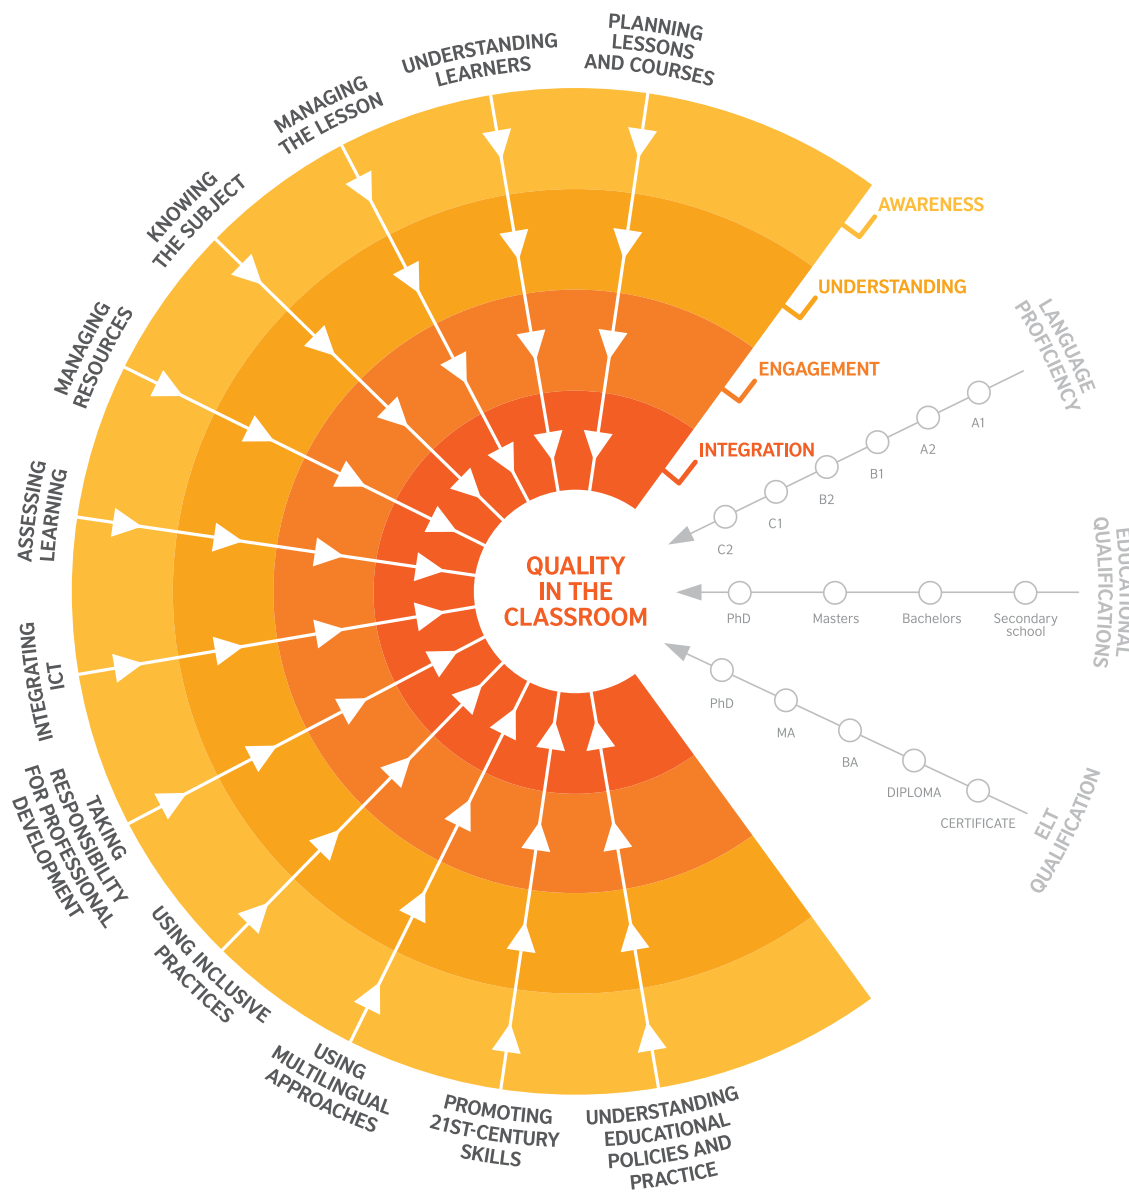 PLANNING
LESSONS
AND COURSES
UNDERSTANDING
LEARNERS
MANAGING
THE LESSON
KNOWING
THE SUBJECT
MANAGING
RESOURCES
ASSESSING
LEARNING
INTEGRATING
ICT
TAKING
RESPONSIBILITY
FOR PROFESSIONAL
DEVELOPMENT
USING INCLUSIVE
PRACTICES
USING
MULTILINGUAL
APPROACHES
PROMOTING
21ST-CENTURY
SKILLS
UNDERSTANDING
EDUCATIONAL
POLICIES AND
PRACTICE
AWARENESS
UNDERSTANDING
ENGAGEMENT
INTEGRATION
QUALITY
IN THE
CLASSROOM
LANGUAGE
PROFICIENCY
A1
A2
B1
B2
C1
C2
EDUCATIONAL
QUALIFICATIONS
PhD
Masters
Bachelors
Secondary
school
PhD
MA
BA
DIPLOMA
CERTIFICATE
ELT
QUALIFICATION